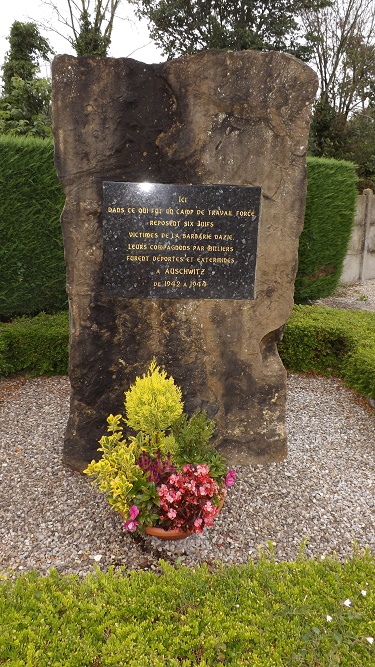 ICI
DANS CE QUI FUT UN CAMP DE TRAVAIL FORCÉ
REPOSENT SIX JUIFS
VICTIMES DE LA BARBARIE NAZIE.
LEURS COMPAGNONS PAR MILLIERS
FURENT DÉPORTÉS ET EXTERMINÉS
A AUSCHWITZ
DE 1942 A 1944